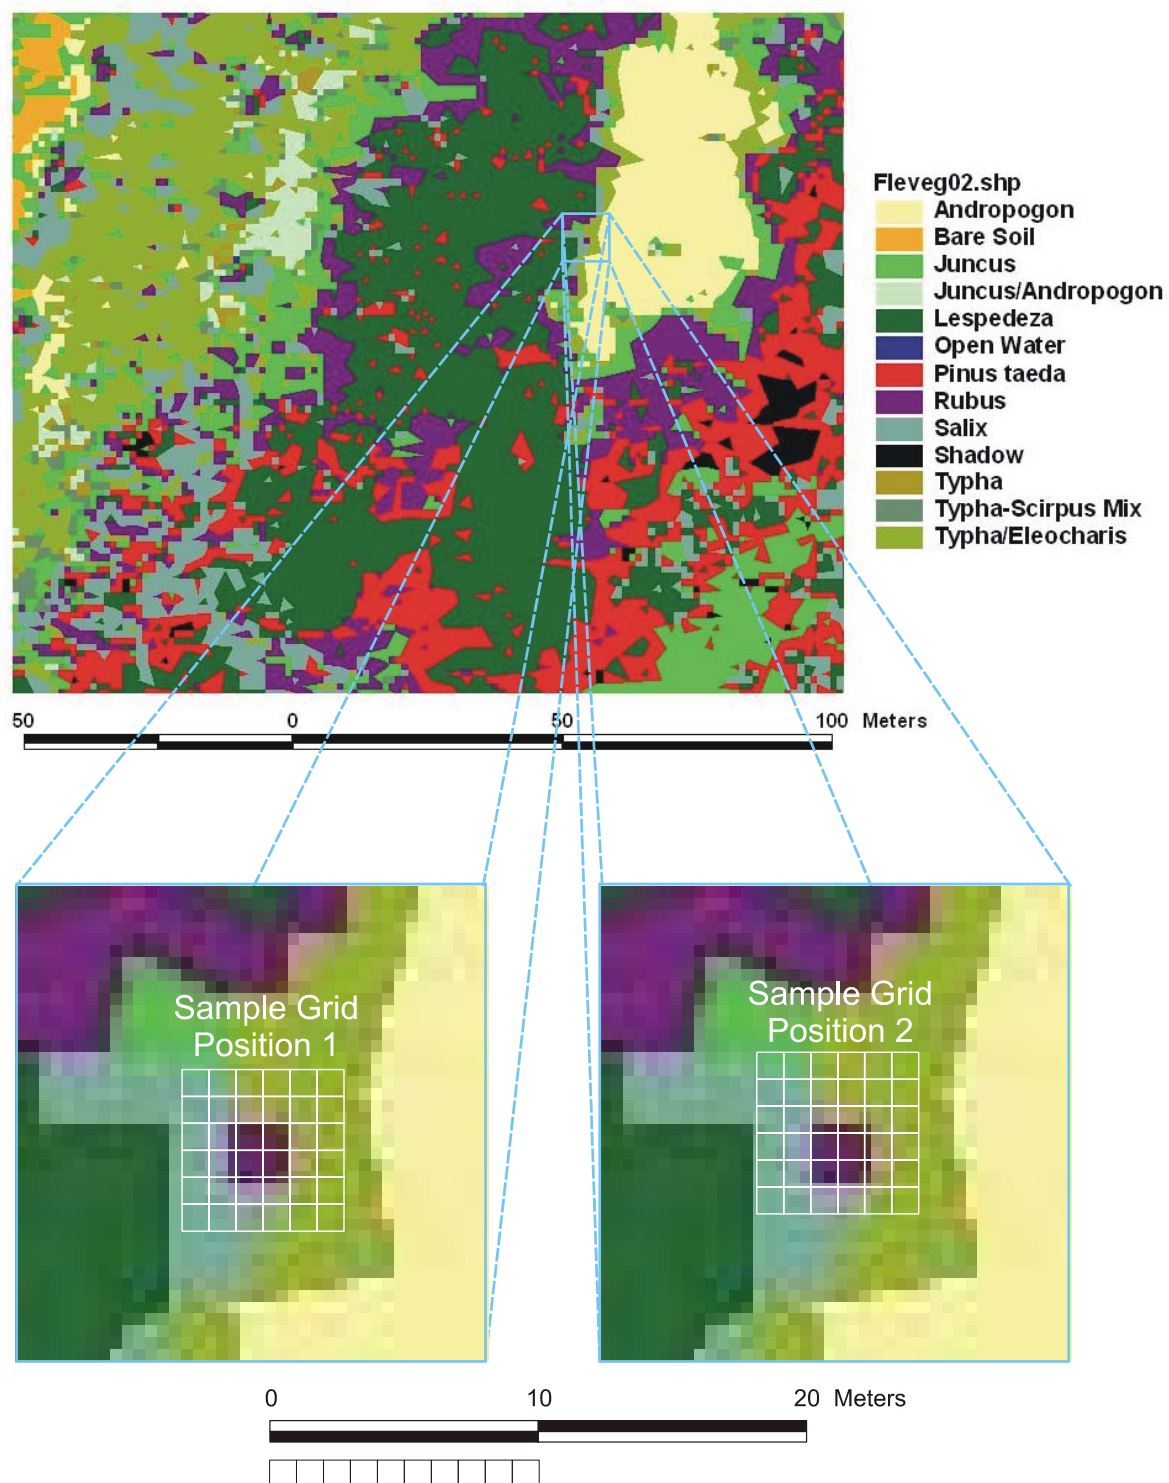 Fleveg02.shp
Andropogon
Bare Soil
Juncus
Juncus/Andropogon
Lespedeza
Open Water
Pinus taeda
Rubus
Salix
Shadow
Typha
Typha-Scirpus Mix
Typha/Eleocharis
50 0 50 100 Meters
Sample Grid
Position 1
Sample Grid
Position 2
0 10 20 Meters